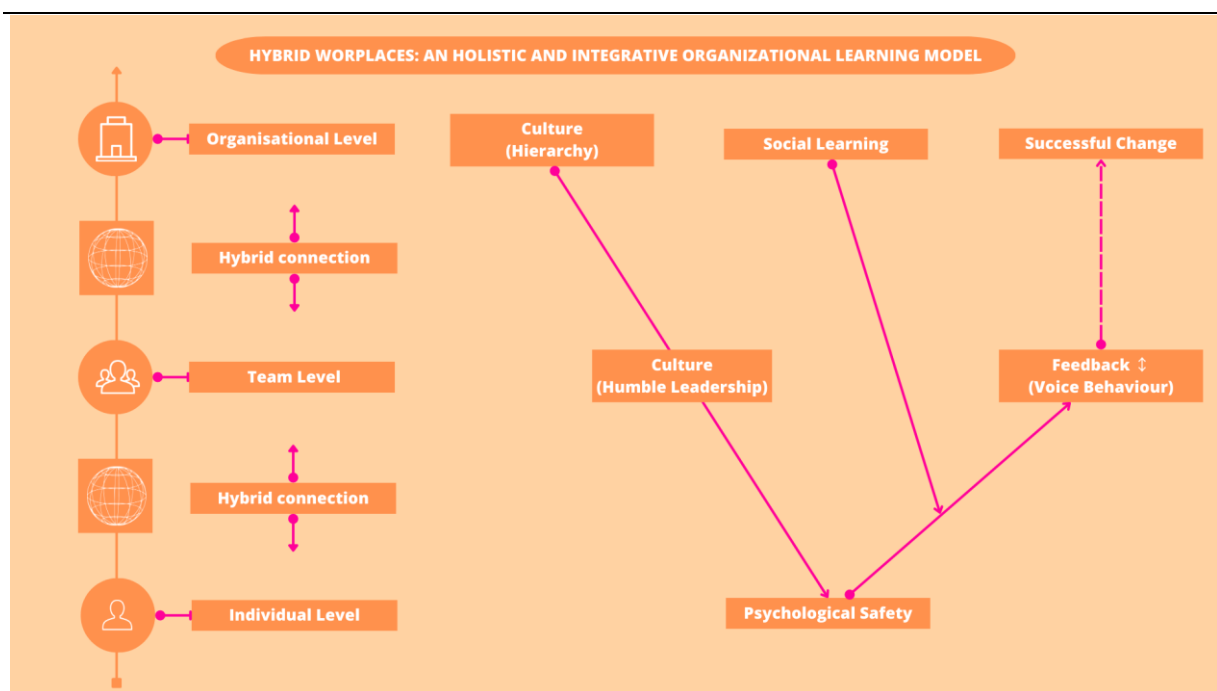 HYBRID WORPLACES: AN HOLISTIC AND INTEGRATIVE ORGANIZATIONAL LEARNING MODEL
Organisational Level
Culture
(Hierarchy)
Social Learning
Successful Change
Hybrid connection
Team Level
Culture
(Humble Leadership)
Feedback ↕
(Voice Behaviour)
Hybrid connection
Individual Level
Psychological Safety